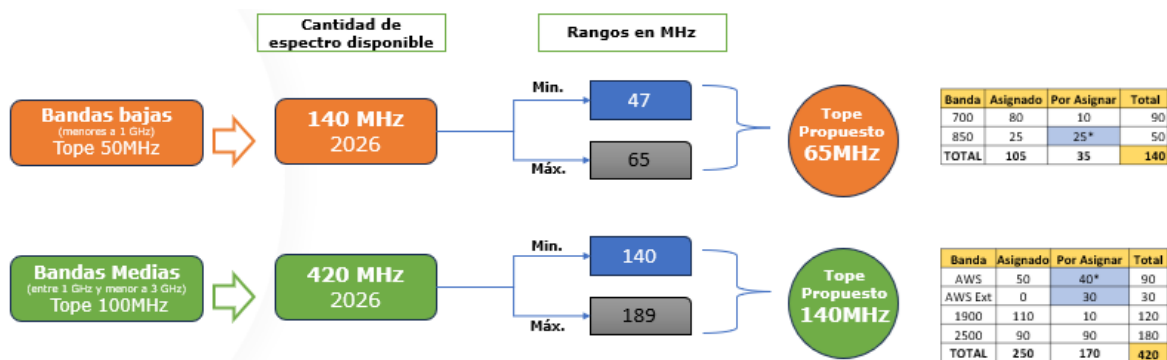 Cantidad de
espectro disponible
Rangos en MHz
Bandas bajas
(menores a 1 GHz)
Tope 50MHz
140 MHz
2026
Min.
47
Máx.
65
Tope
Propuesto
65MHz
Banda Asignado Por Asignar Total
700 80 10 90
850 25 25* 50
TOTAL 105 35 140
Bandas Medias
(entre 1 GHz y menor a 3 GHz)
Tope 100MHz
420 MHz
2026
Min.
140
Máx.
189
Tope
Propuesto
140MHz
Banda Asignado Por Asignar Total
AWS 50 40* 90
AWS Ext 0 30 30
1900 110 10 120
2500 90 90 180
TOTAL 250 170 420